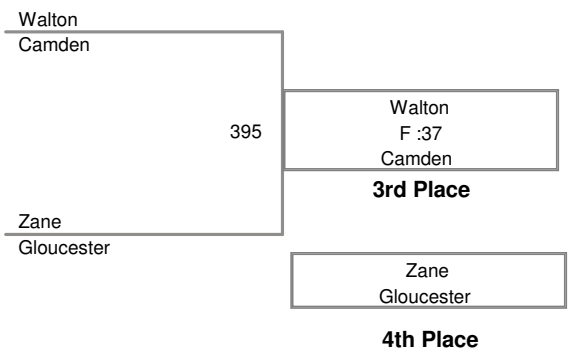 Walton
Camden
395
Walton
F :37
Camden
3rd Place
Zane
Gloucester
Zane
Gloucester
4th Place